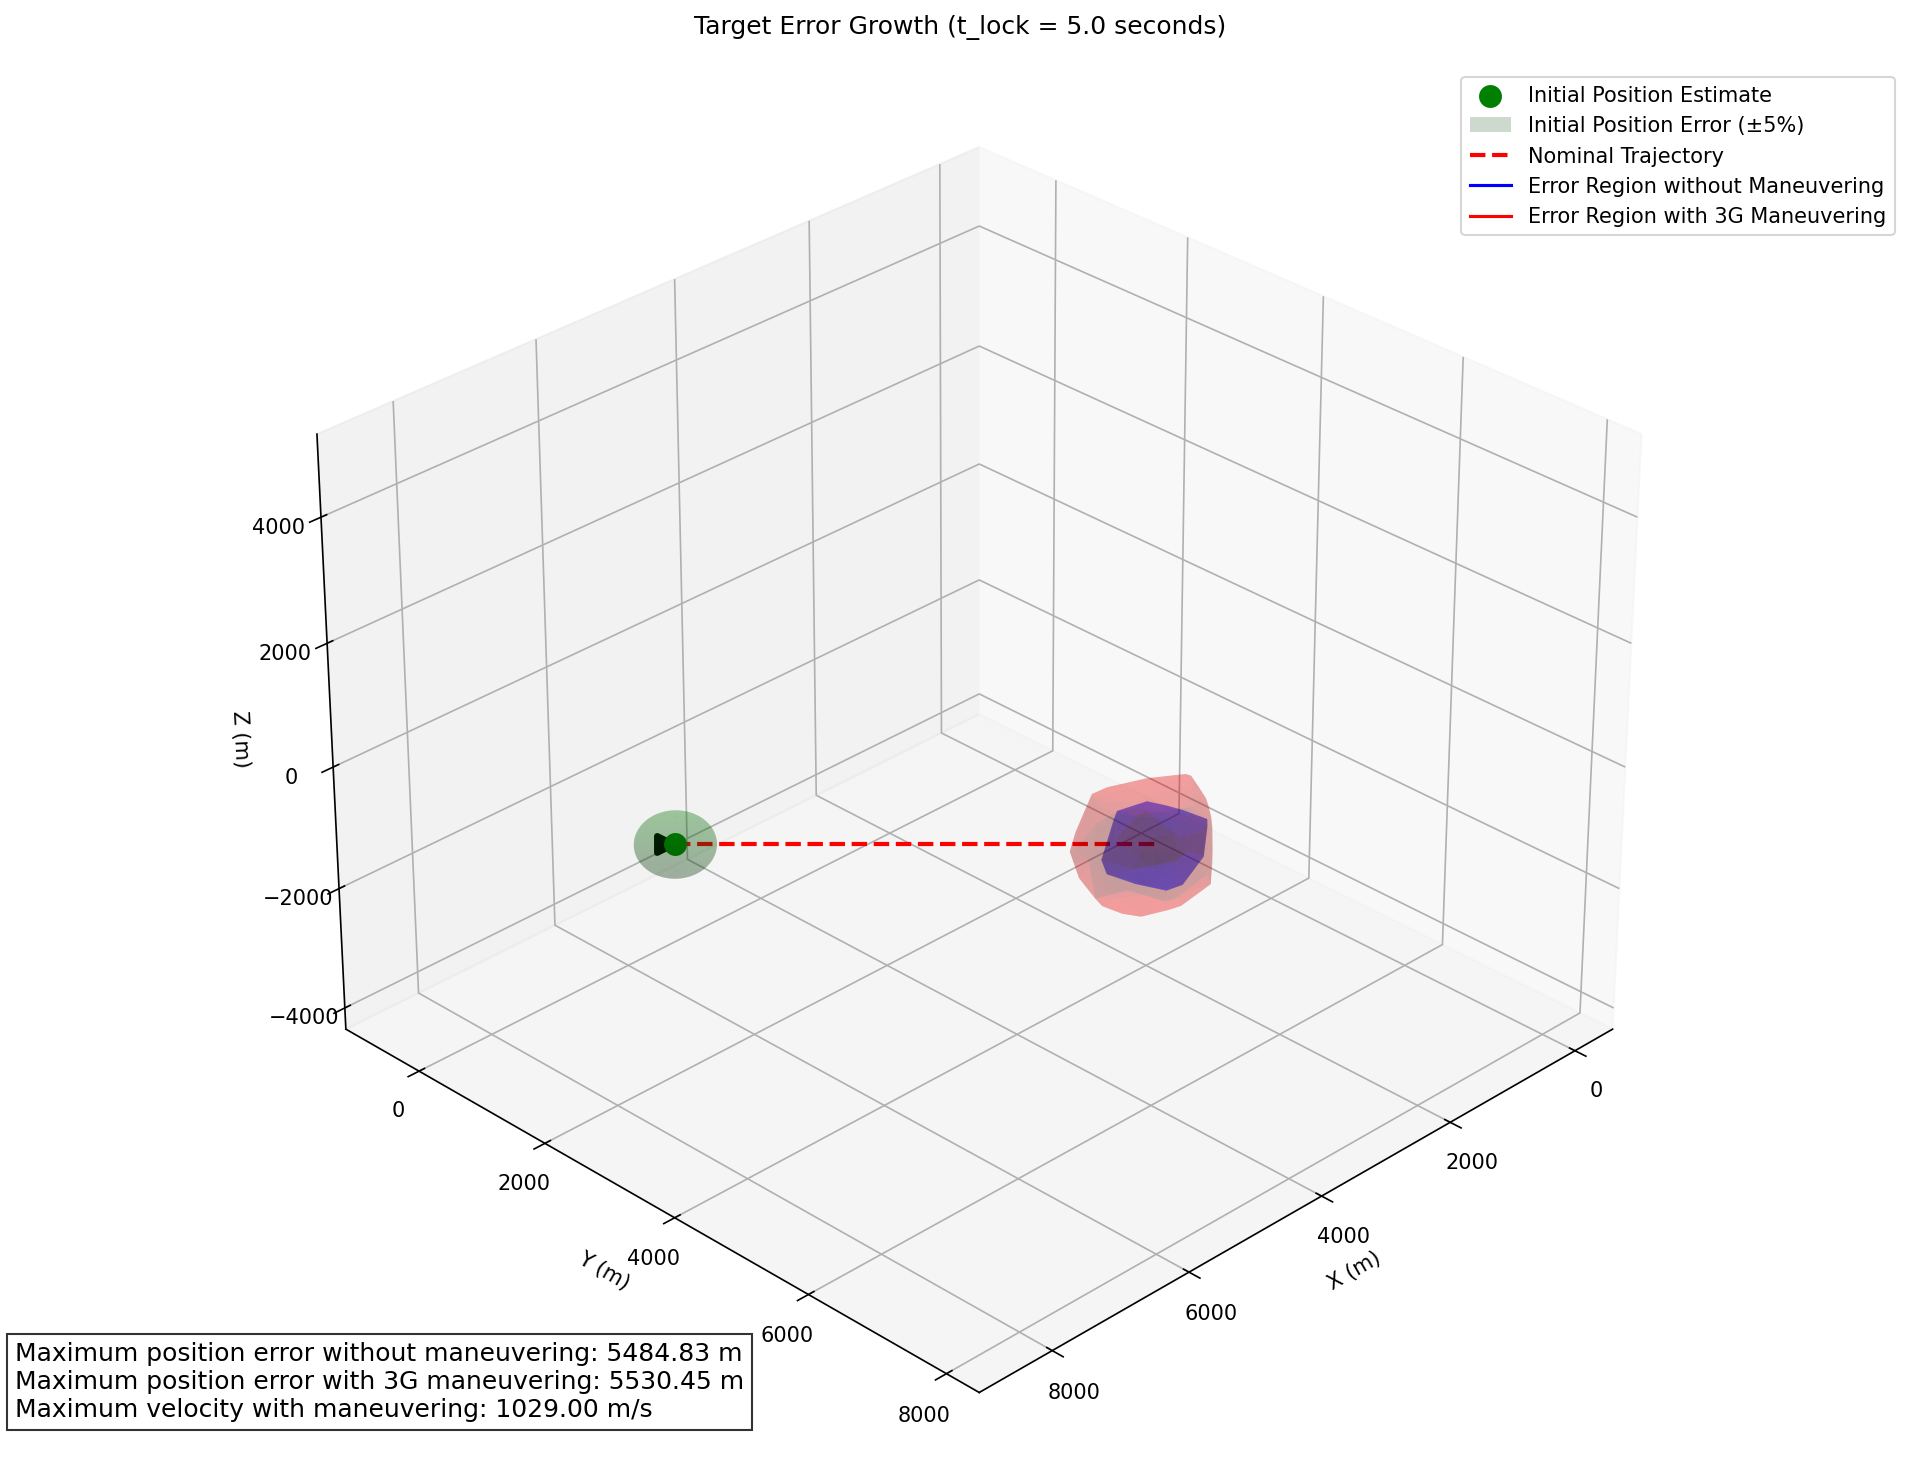 Target Error Growth (t_lock = 5.0 seconds)
Initial Position Estimate
Initial Position Error (±5%)
Nominal Trajectory
Error Region without Maneuvering
Error Region with 3G Maneuvering
4000
2000
0
−2000
−4000
Z (m)
0
2000
4000
6000
8000
Y (m)
0
2000
4000
6000
8000
X (m)
Maximum position error without maneuvering: 5484.83 m
Maximum position error with 3G maneuvering: 5530.45 m
Maximum velocity with maneuvering: 1029.00 m/s